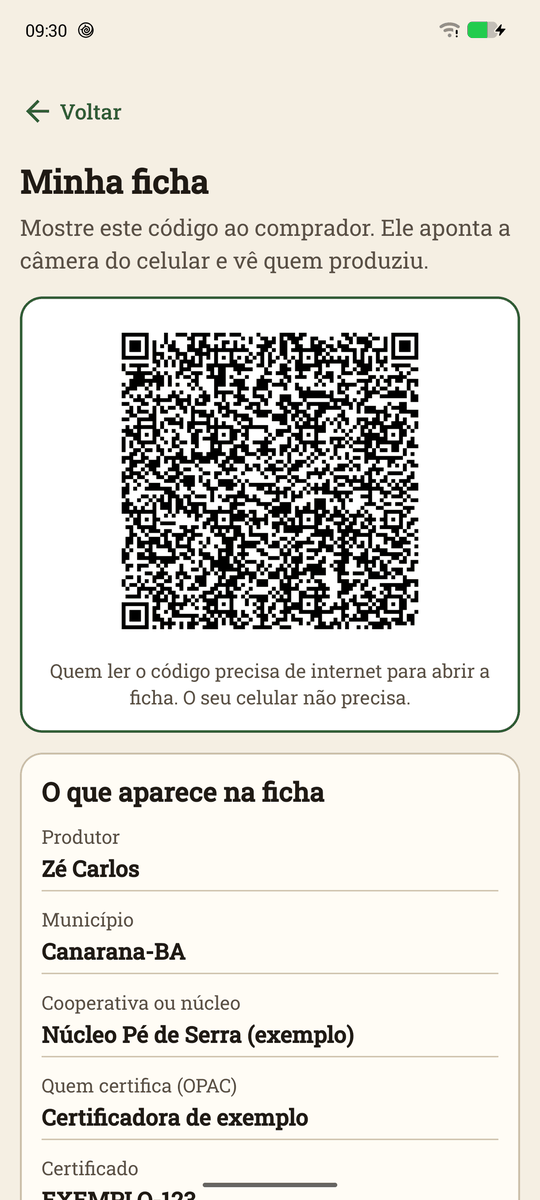 09:30
Voltar
Minha ficha
Mostre este código ao comprador. Ele aponta a
câmera do celular e vê quem produziu.
Quem ler o código precisa de internet para abrir a
ficha. O seu celular não precisa.
O que aparece na ficha
Produtor
Zé Carlos
Município
Canarana-BA
Cooperativa ou núcleo
Núcleo Pé de Serra (exemplo)
Quem certifica (OPAC)
Certificadora de exemplo
Certificado
EXEMPLO-123